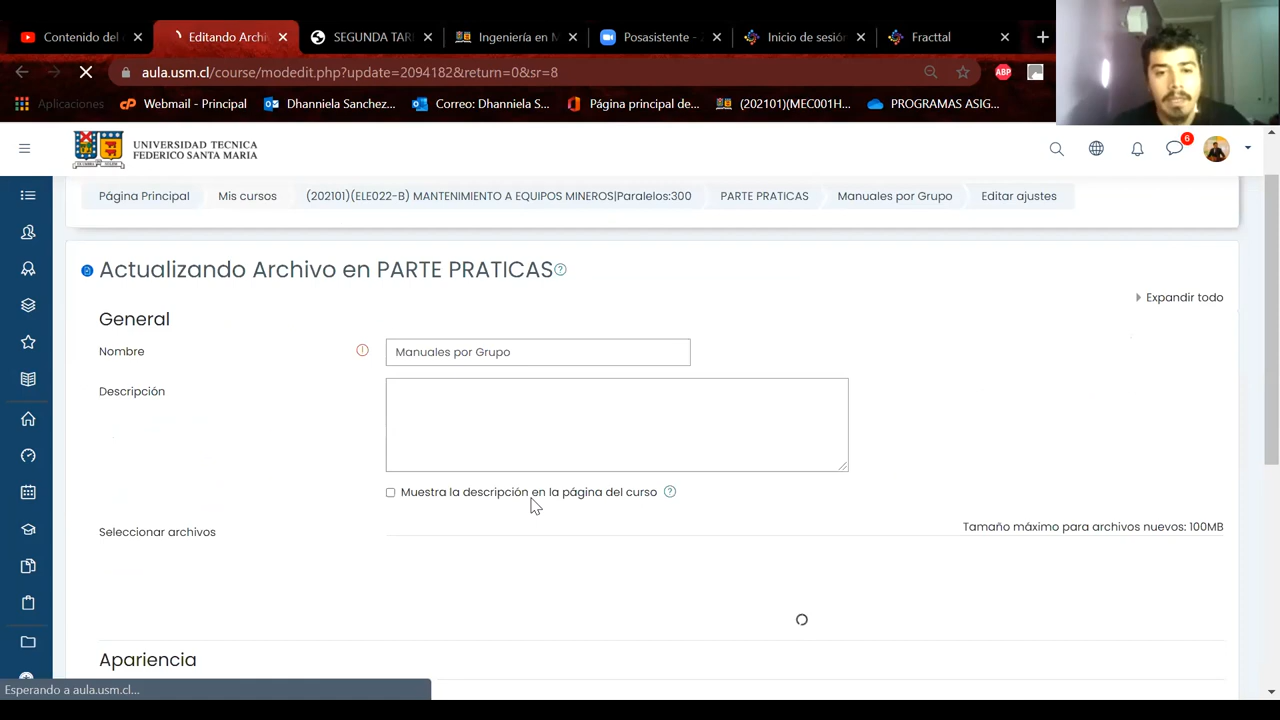 Contenido del
Editando Archi
SEGUNDA TAR
Ingeniería en M
Posasistente -
Inicio de sesió
Fracttal
aula.usm.cl/course/modedit.php?update=2094182&return=0&sr=8
ABP
Aplicaciones
Webmail - Principal
Dhanniela Sanchez...
Correo: Dhanniela S...
Página principal de...
(202101)(MEC001H...
PROGRAMAS ASIG...
UNIVERSIDAD TECNICA
FEDERICO SANTA MARIA
6
Página Principal
Mis cursos
(202101)(ELE022-B) MANTENIMIENTO A EQUIPOS MINEROS|Paralelos:300
PARTE PRATICAS
Manuales por Grupo
Editar ajustes
Actualizando Archivo en PARTE PRATICAS
Expandir todo
General
Nombre
Manuales por Grupo
Descripción
Muestra la descripción en la página del curso
Seleccionar archivos
Tamaño máximo para archivos nuevos: 100MB
Apariencia
Esperando a aula.usm.cl...